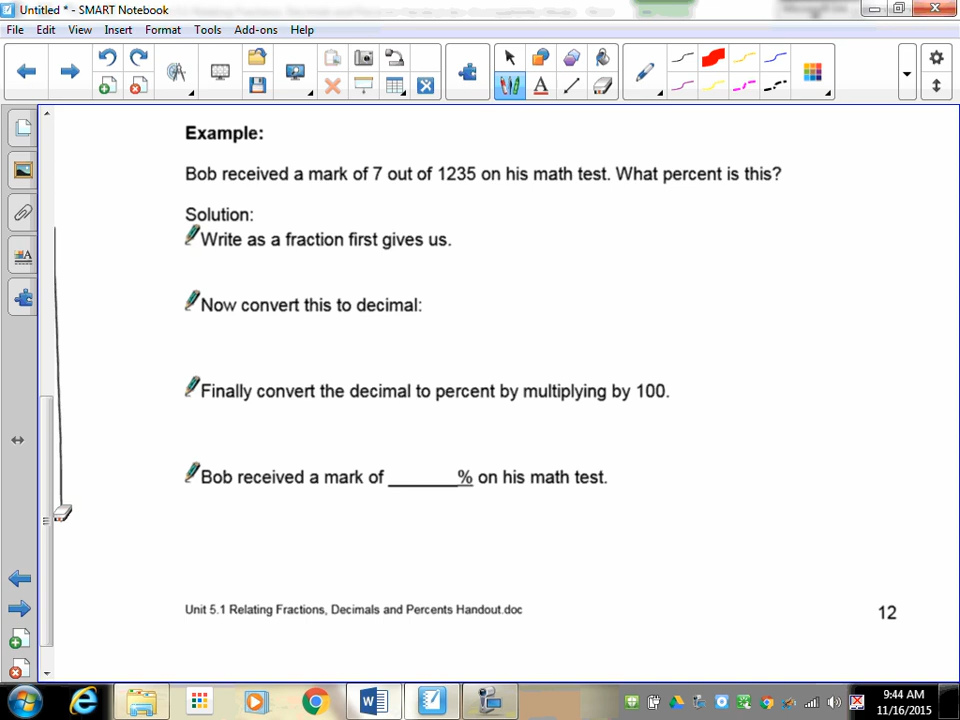 Untitled * - SMART Notebook
File Edit View Insert Format Tools Add-ons Help
Example:
Bob received a mark of 7 out of 1235 on his math test. What percent is this?
Solution:
Write as a fraction first gives us.
Now convert this to decimal:
Finally convert the decimal to percent by multiplying by 100.
Bob received a mark of _______% on his math test.
Unit 5.1 Relating Fractions, Decimals and Percents Handout.doc
12
9:44 AM
11/16/2015